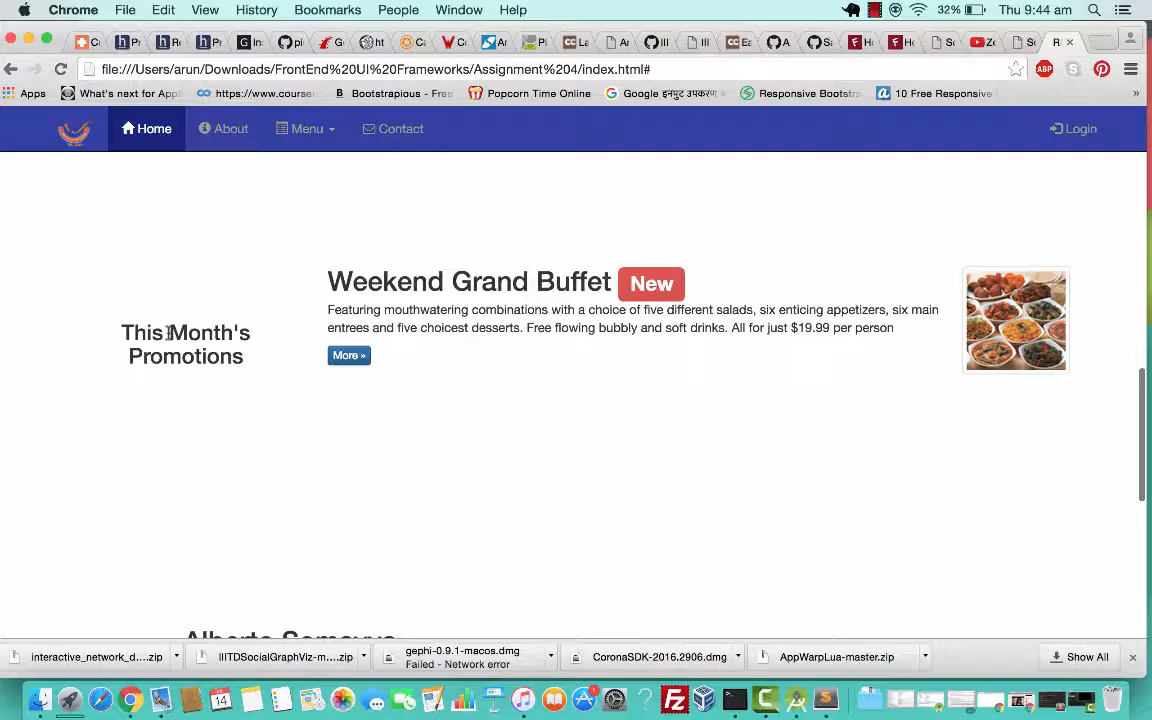 Chrome File Edit View History Bookmarks People Window Help 32% Thu 9:44 am
file:///Users/arun/Downloads/FrontEnd%20UI%20Frameworks/Assignment%204/index.html#
Apps What's next for App https://www.course Bootstrapious - Fre Popcorn Time Online Google इनपुट उपकरण Responsive Bootstra 10 Free Responsive
Home About Menu Contact Login
Weekend Grand Buffet New
Featuring mouthwatering combinations with a choice of five different salads, six enticing appetizers, six main
entrees and five choicest desserts. Free flowing bubbly and soft drinks. All for just $19.99 per person
More »
This Month's
Promotions
interactive_network_d....zip IIITDSocialGraphViz-m....zip gephi-0.9.1-macos.dmg CoronaSDK-2016.2906.dmg AppWarpLua-master.zip Show All
Failed - Network error